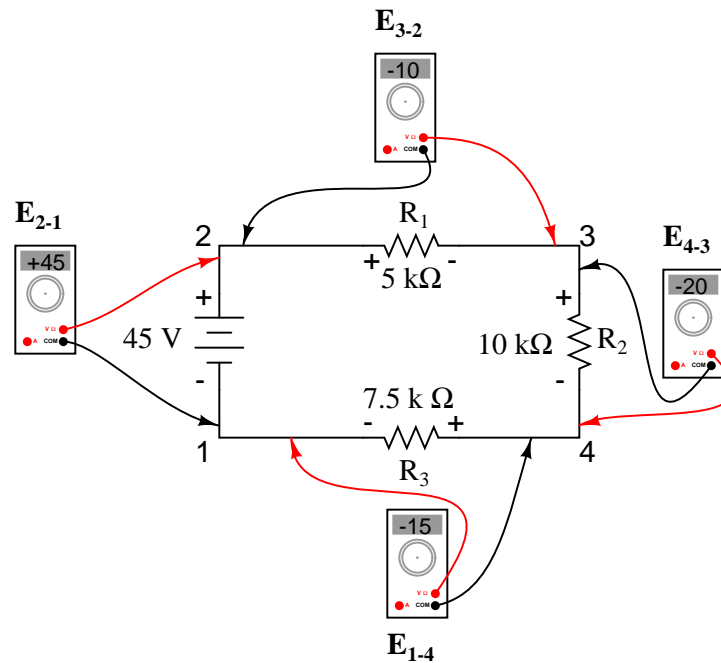 E3-2
-10
V Ω
A COM
E2-1
+45
V Ω
A COM
2
R1
+ -
5 kΩ
3
E4-3
-20
V Ω
A COM
+
45 V
-
+
10 kΩ R2
-
7.5 k Ω
- +
1
R3
4
-15
V Ω
A COM
E1-4